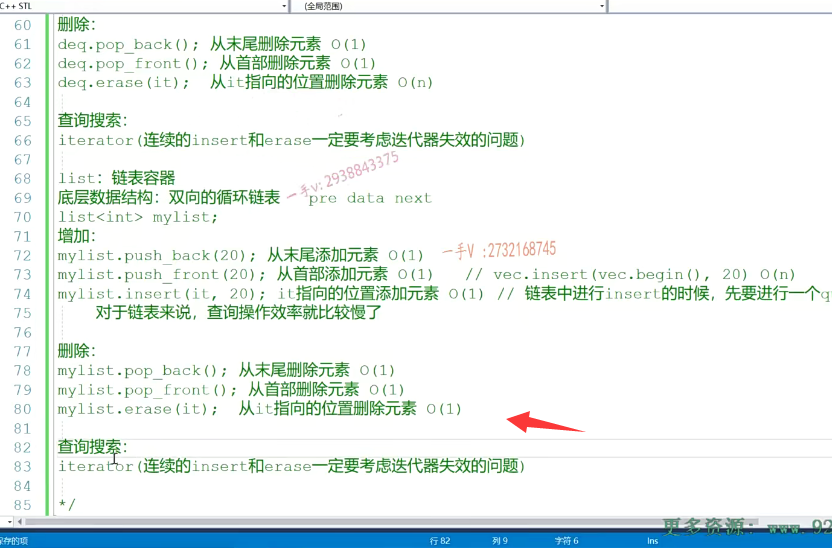 C++ STL
(全局范围)
60 删除:
61 deq.pop_back(); 从末尾删除元素 O(1)
62 deq.pop_front(); 从首部删除元素 O(1)
63 deq.erase(it); 从it指向的位置删除元素 O(n)
64
65 查询搜索:
66 iterator(连续的insert和erase一定要考虑迭代器失效的问题)
67
68 list: 链表容器
一手v:2938843375
69 底层数据结构: 双向的循环链表 pre data next
70 list<int> mylist;
71 增加:
72 mylist.push_back(20); 从末尾添加元素 O(1)
一手V :2732168745
73 mylist.push_front(20); 从首部添加元素 O(1) // vec.insert(vec.begin(), 20) O(n)
74 mylist.insert(it, 20); it指向的位置添加元素 O(1) // 链表中进行insert的时候, 先要进行一个q
75 对于链表来说, 查询操作效率就比较慢了
76
77 删除:
78 mylist.pop_back(); 从末尾删除元素 O(1)
79 mylist.pop_front(); 从首部删除元素 O(1)
80 mylist.erase(it); 从it指向的位置删除元素 O(1)
81
82 查询搜索:
83 iterator(连续的insert和erase一定要考虑迭代器失效的问题)
84
85 */
更多资源: www.92
保存的项 行 82 列 9 字符 6 Ins